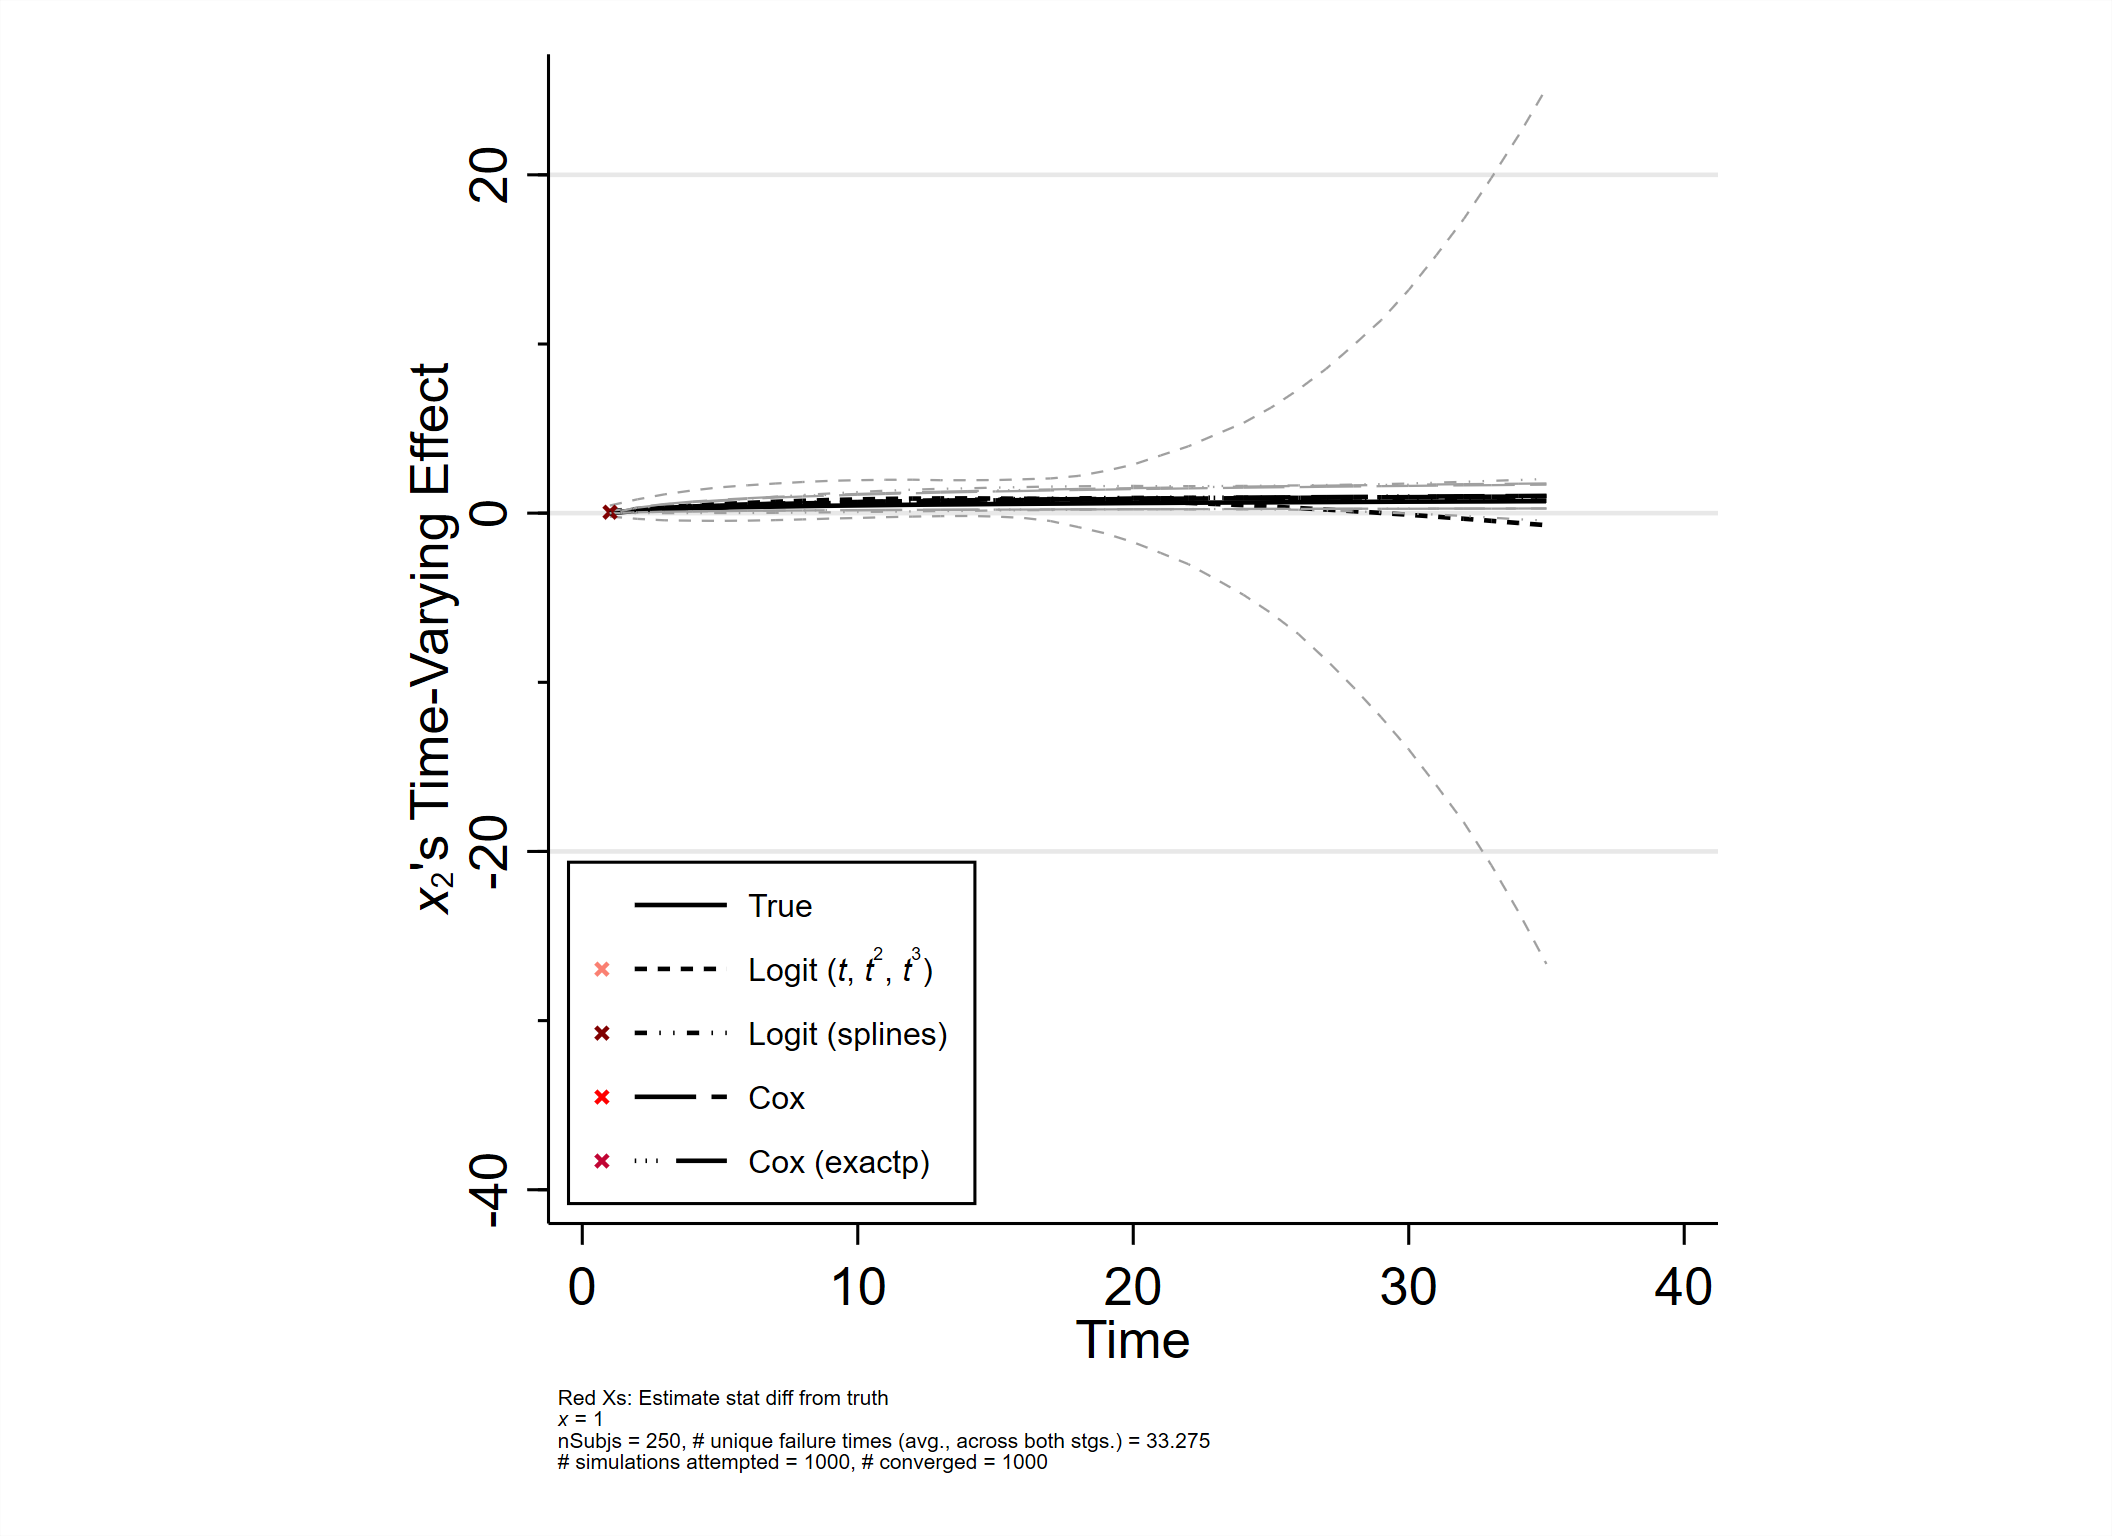 20
0
-20
-40
x₂'s Time-Varying Effect
True
Logit (t, t², t³)
Logit (splines)
Cox
Cox (exactp)
0 10 20 30 40
Time
Red Xs: Estimate stat diff from truth
x = 1
nSubjs = 250, # unique failure times (avg., across both stgs.) = 33.275
# simulations attempted = 1000, # converged = 1000